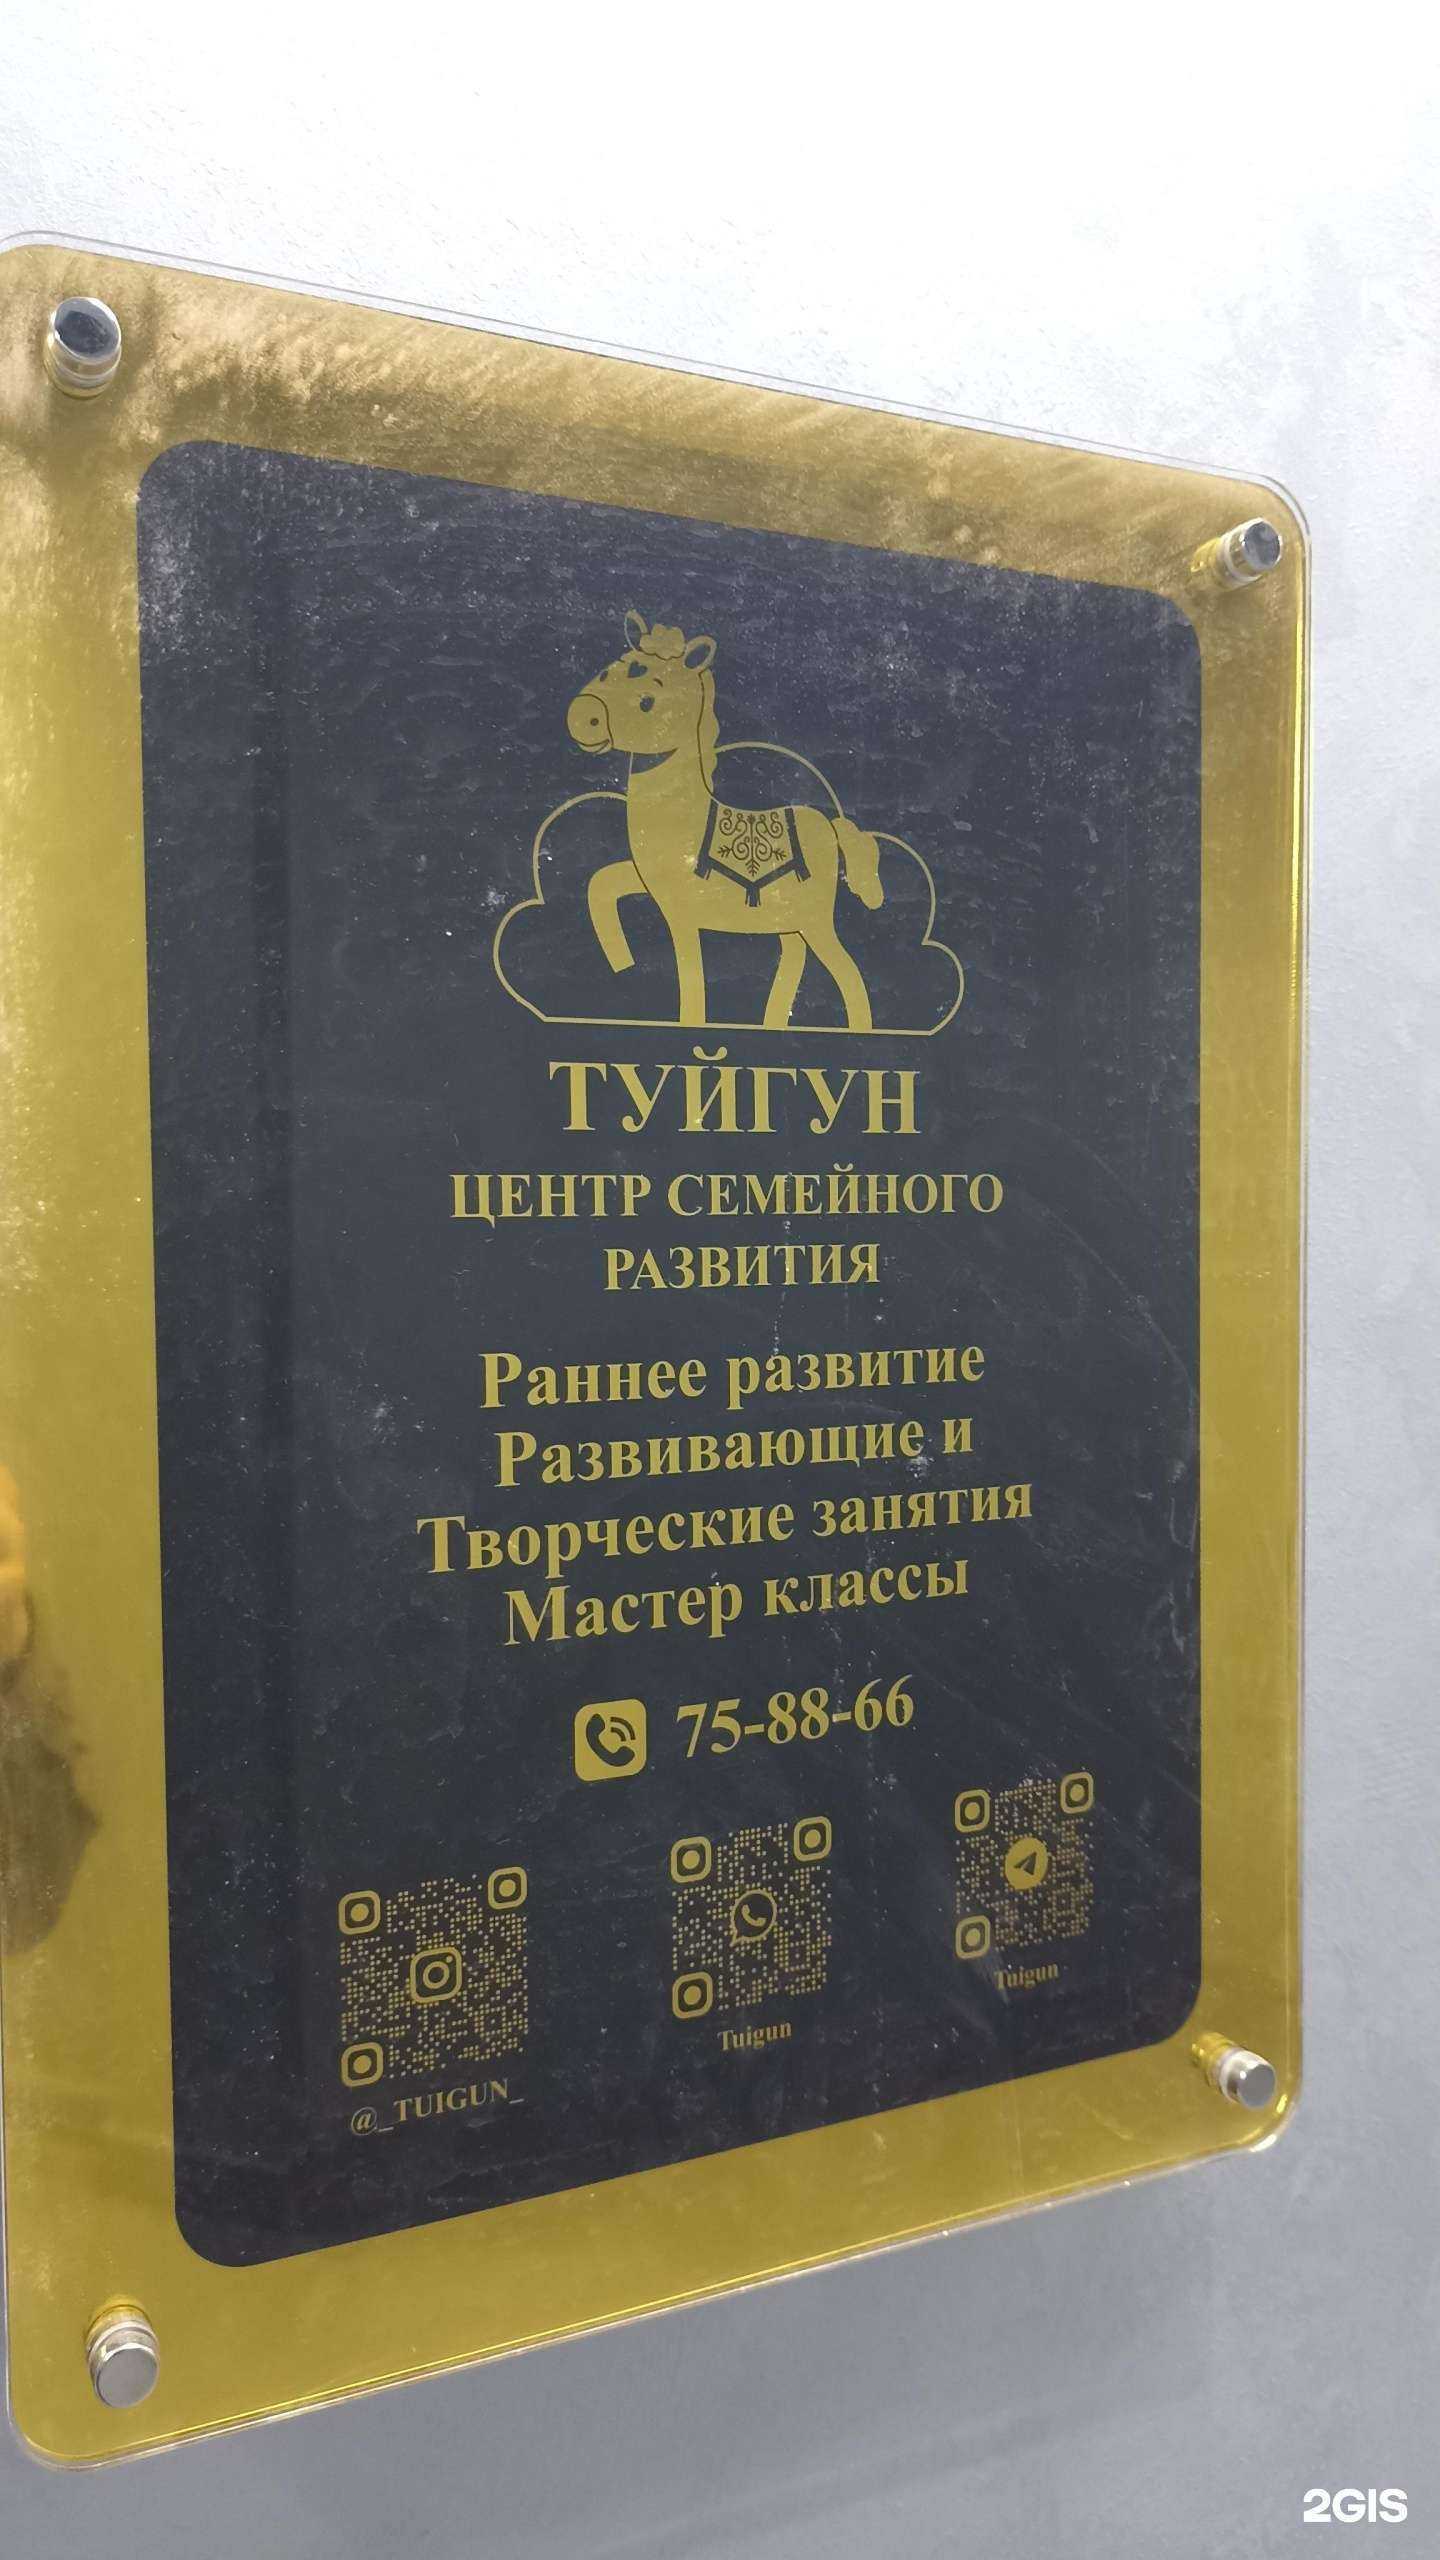 ТУЙГУН
ЦЕНТР СЕМЕЙНОГО
РАЗВИТИЯ
Раннее развитие
Развивающие и
Творческие занятия
Мастер классы
75-88-66
@_TUIGUN_
Tuigun
Tuigun
2GIS